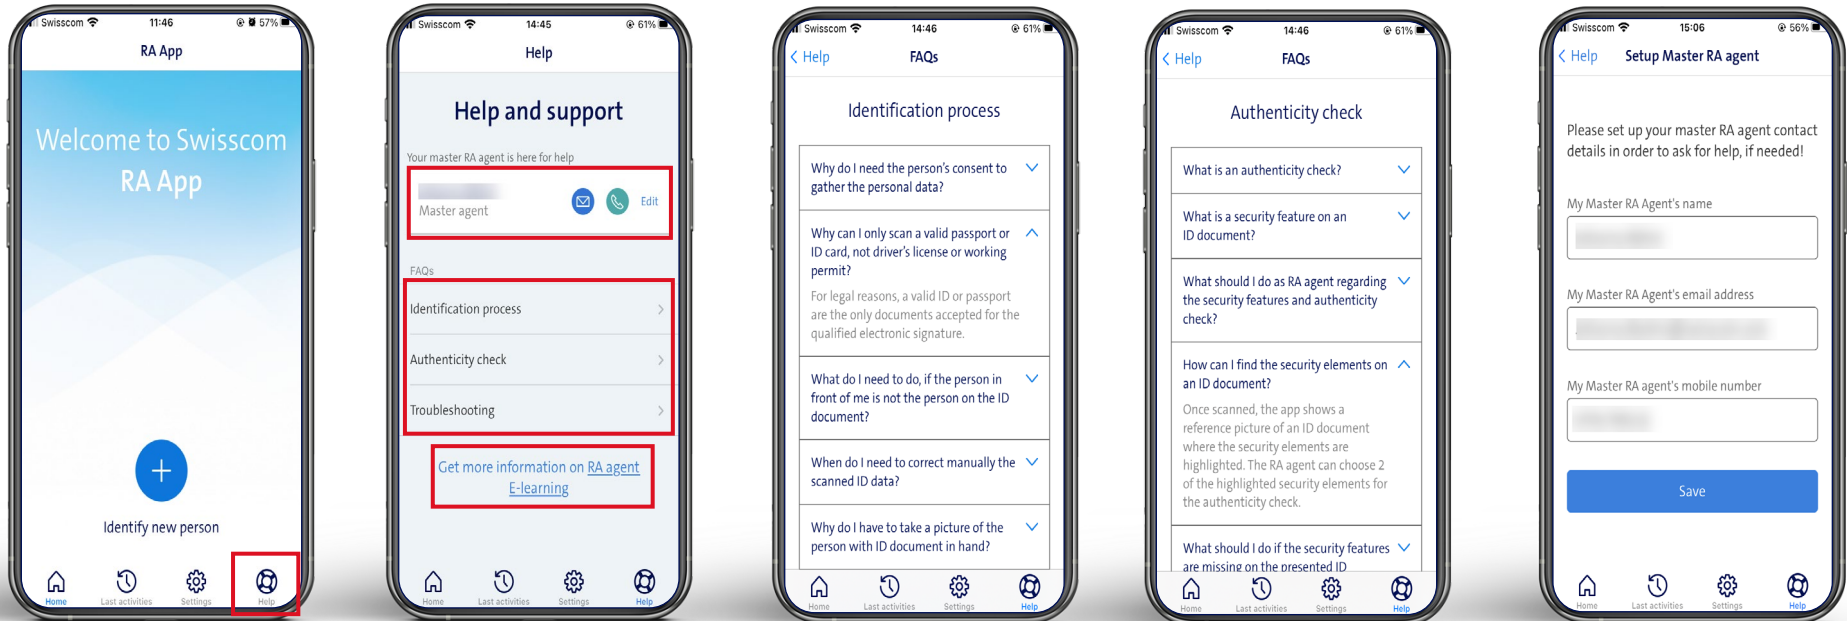 Swisscom
11:46
57%
RA App
Welcome to Swisscom
RA App
Identify new person
Home
Last activities
Settings
Help
Swisscom
14:45
61%
Help
Help and support
Your master RA agent is here for help
Master agent
Edit
FAQs
Identification process
Authenticity check
Troubleshooting
Get more information on RA agent
E-learning
Home
Last activities
Settings
Help
Swisscom
14:46
61%
Help
FAQs
Identification process
Why do I need the person's consent to
gather the personal data?
Why can I only scan a valid passport or
ID card, not driver's license or working
permit?
For legal reasons, a valid ID or passport
are the only documents accepted for the
qualified electronic signature.
What do I need to do, if the person in
front of me is not the person on the ID
document?
When do I need to correct manually the
scanned ID data?
Why do I have to take a picture of the
person with ID document in hand?
Home
Last activities
Settings
Help
Swisscom
14:46
61%
Help
FAQs
Authenticity check
What is an authenticity check?
What is a security feature on an
ID document?
What should I do as RA agent regarding
the security features and authenticity
check?
How can I find the security elements on
an ID document?
Once scanned, the app shows a
reference picture of an ID document
where the security elements are
highlighted. The RA agent can choose 2
of the highlighted security elements for
the authenticity check.
What should I do if the security features
are missing on the presented ID
Home
Last activities
Settings
Help
Swisscom
15:06
56%
Help
Setup Master RA agent
Please set up your master RA agent contact
details in order to ask for help, if needed!
My Master RA Agent's name
My Master RA Agent's email address
My Master RA agent's mobile number
Save
Home
Last activities
Settings
Help